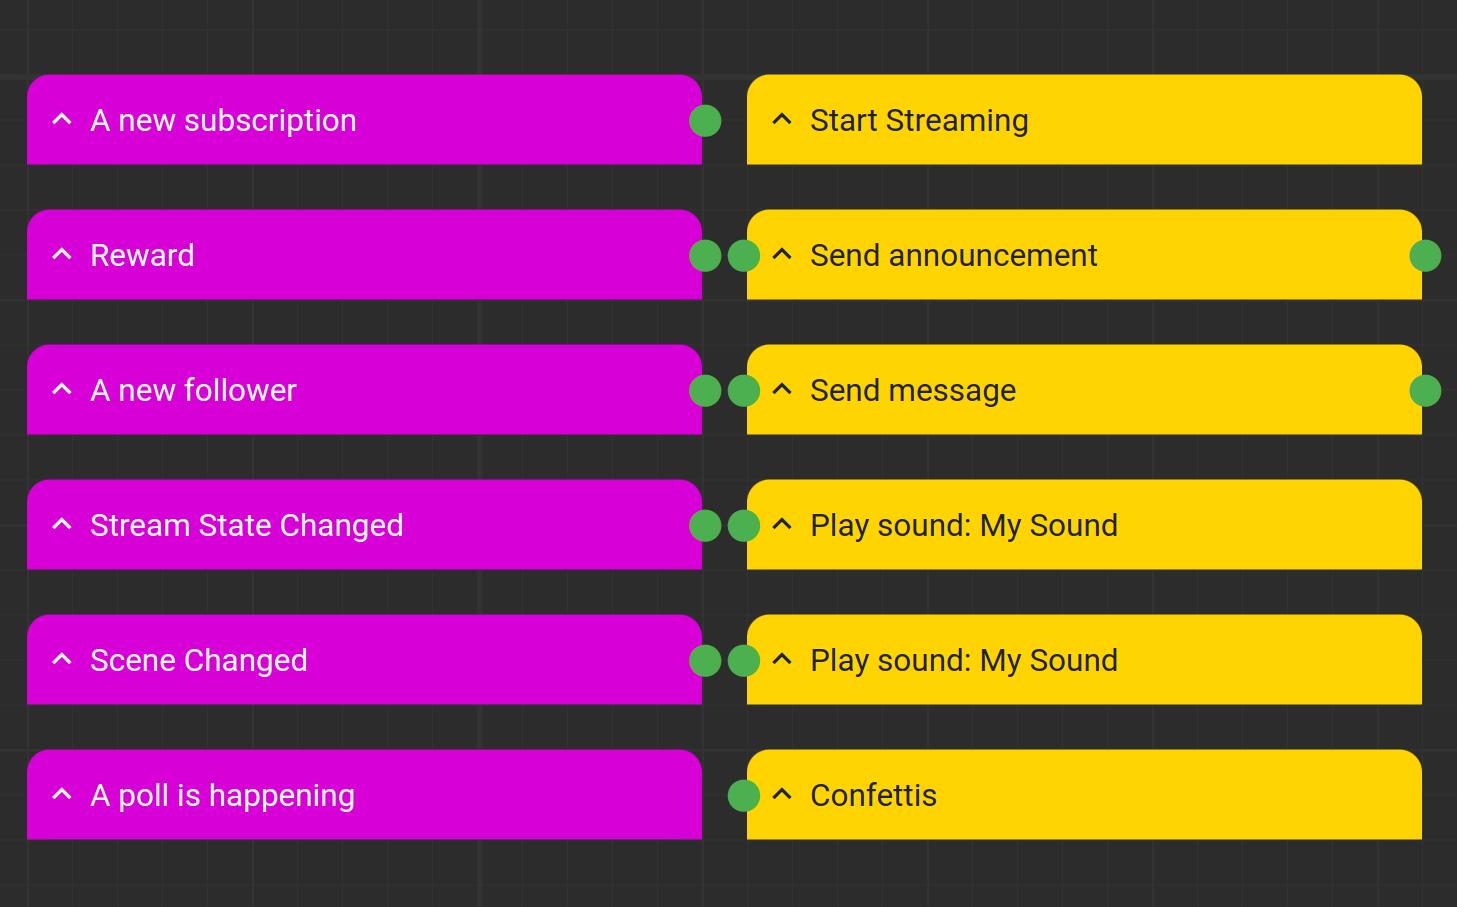 A new subscription
Start Streaming
Reward
Send announcement
A new follower
Send message
Stream State Changed
Play sound: My Sound
Scene Changed
Play sound: My Sound
A poll is happening
Confettis